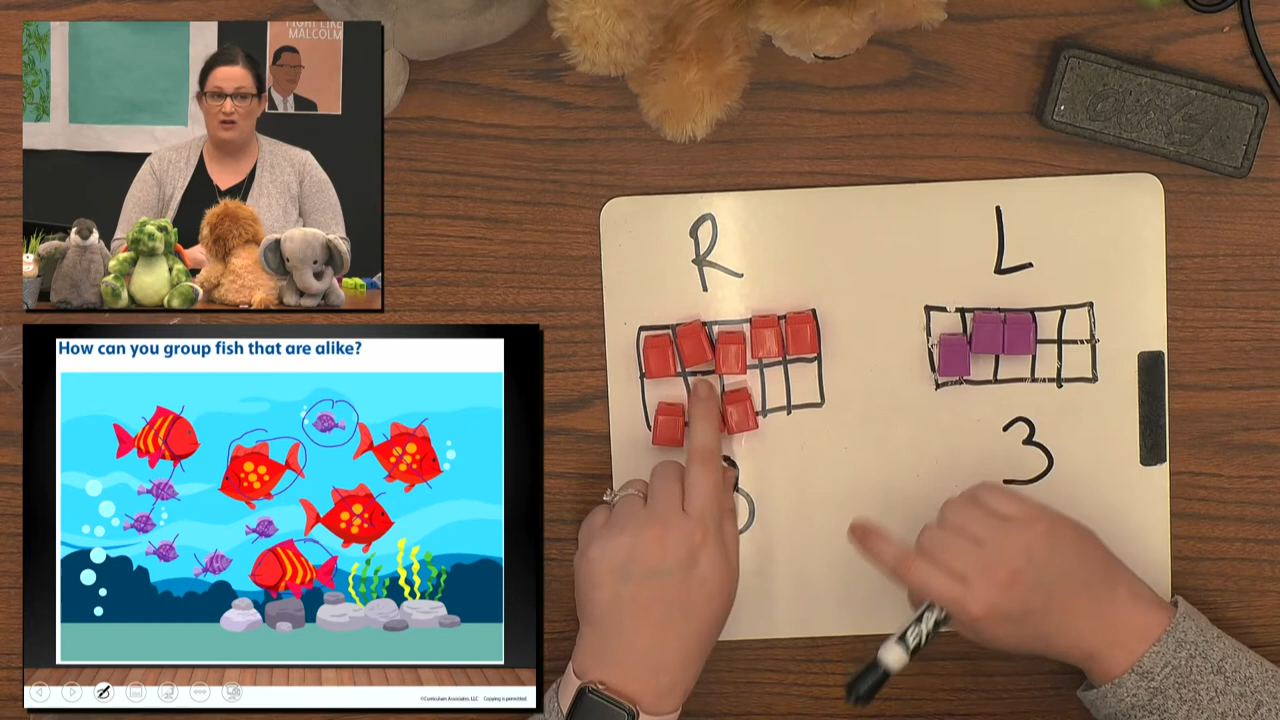 FIGHT LIKE
MALCOLM
How can you group fish that are alike?
©Curriculum Associates, LLC Copying is permitted.
R
L
3